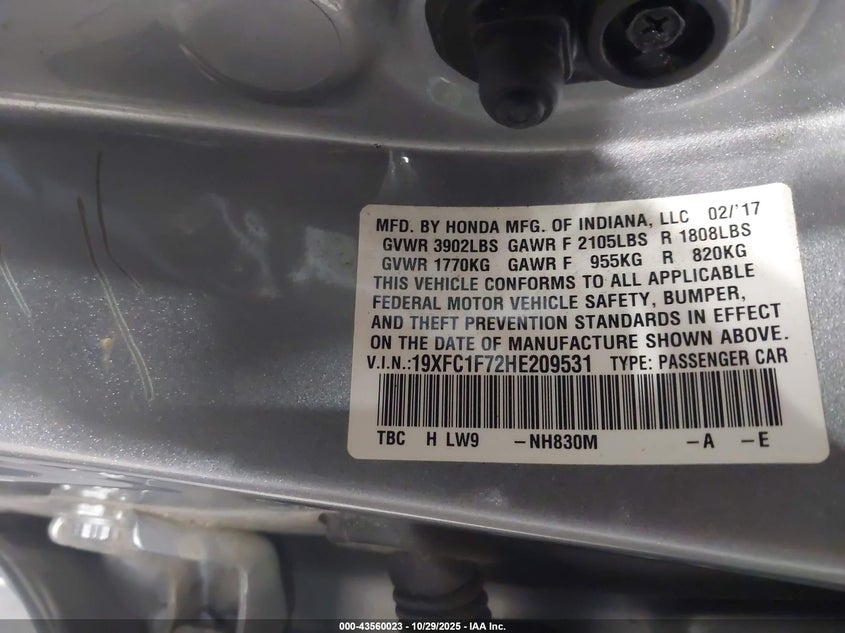 MFD. BY HONDA MFG. OF INDIANA, LLC 02/'17
GVWR 3902LBS GAWR F 2105LBS R 1808LBS
GVWR 1770KG GAWR F 955KG R 820KG
THIS VEHICLE CONFORMS TO ALL APPLICABLE
FEDERAL MOTOR VEHICLE SAFETY, BUMPER,
AND THEFT PREVENTION STANDARDS IN EFFECT
ON THE DATE OF MANUFACTURE SHOWN ABOVE.
V.I.N.:19XFC1F72HE209531 TYPE: PASSENGER CAR
TBC H LW9 -NH830M -A -E
000-43560023 - 10/29/2025 - IAA Inc.